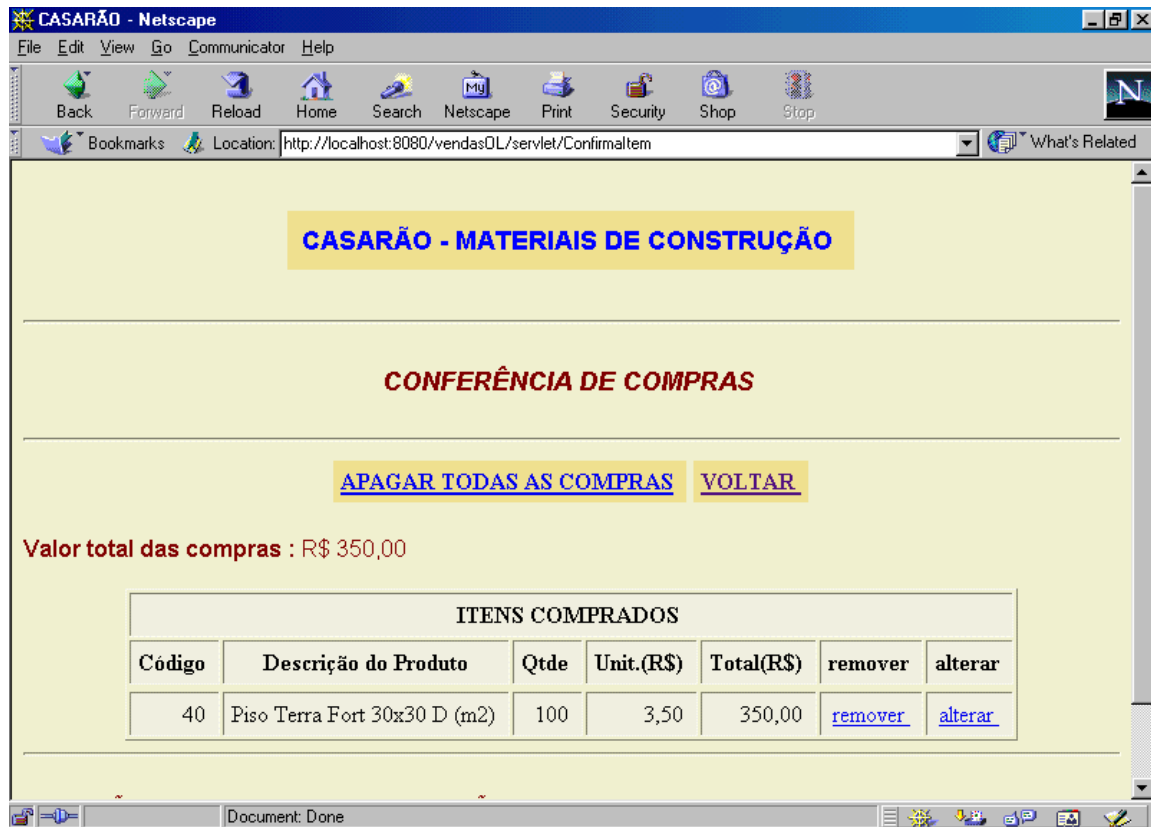 CASARÃO - Netscape
File Edit View Go Communicator Help
My
N
Back Forward Reload Home Search Netscape Print Security Shop Stop
Bookmarks Location: http://localhost:8080/vendasOL/servlet/ConfirmaItem What's Related
CASARÃO - MATERIAIS DE CONSTRUÇÃO
CONFERÊNCIA DE COMPRAS
APAGAR TODAS AS COMPRAS VOLTAR
Valor total das compras : R$ 350,00
ITENS COMPRADOS
Código Descrição do Produto Qtde Unit.(R$) Total(R$) remover alterar
40 Piso Terra Fort 30x30 D (m2) 100 3,50 350,00 remover alterar
Document: Done